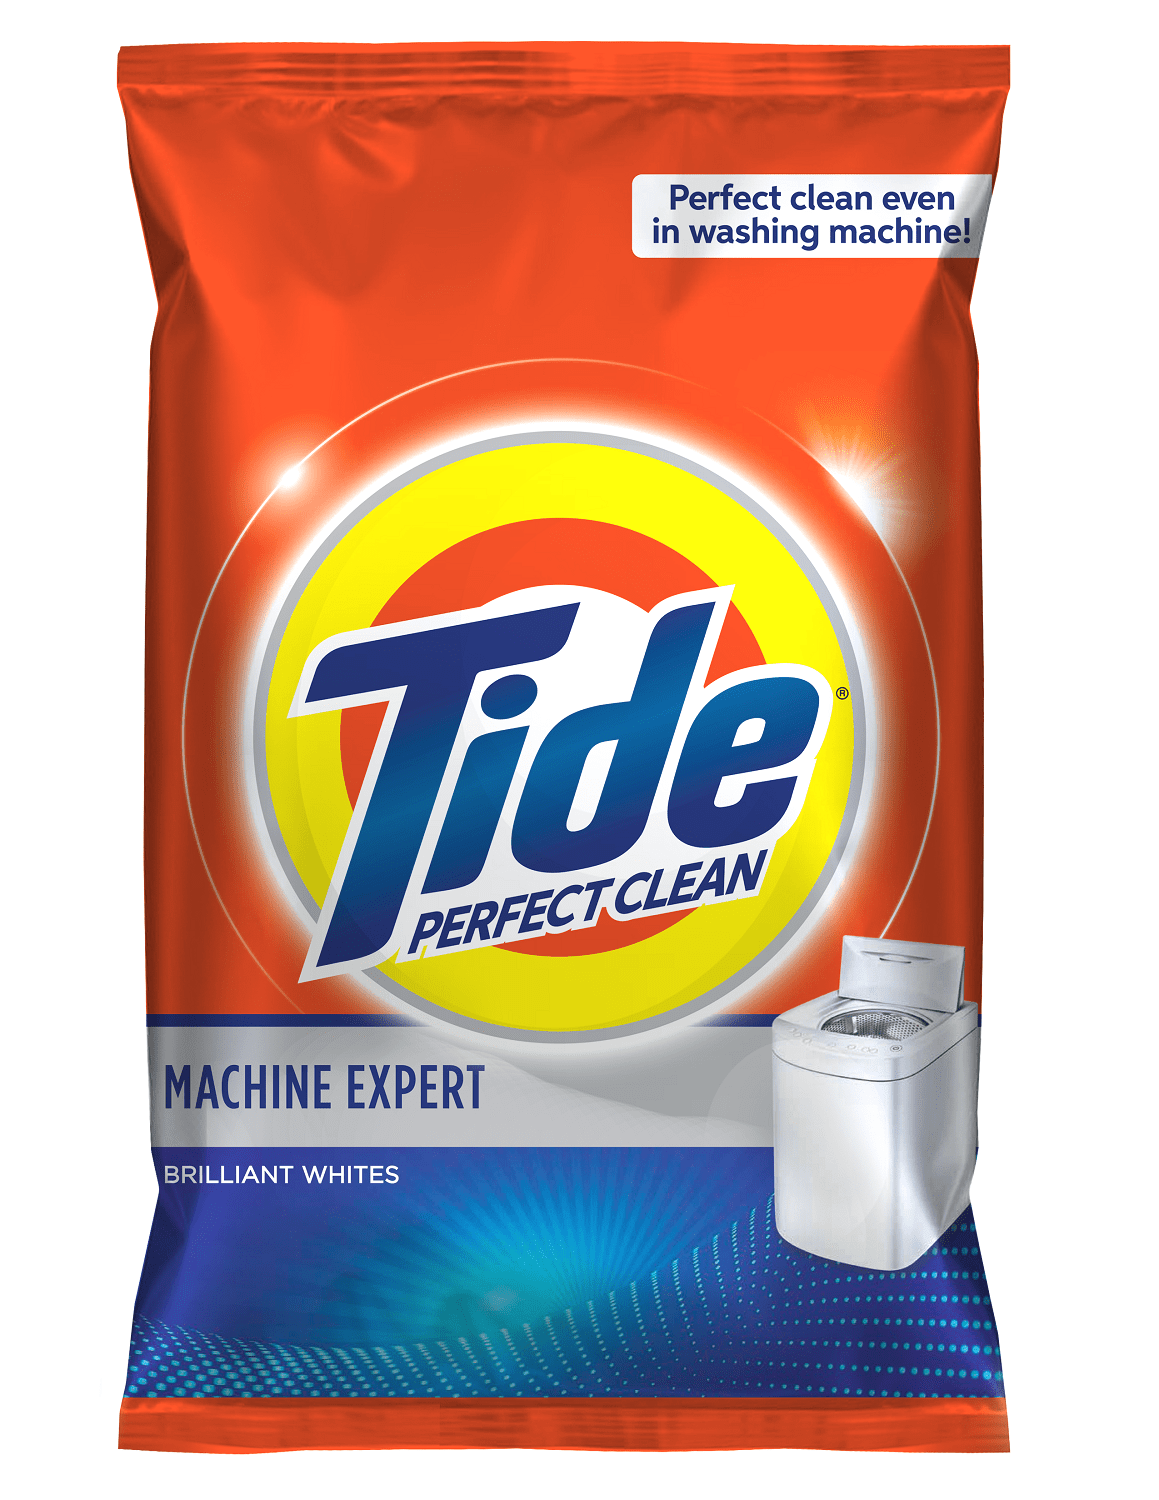 Perfect clean even
in washing machine!
Tide®
PERFECT CLEAN
MACHINE EXPERT
BRILLIANT WHITES